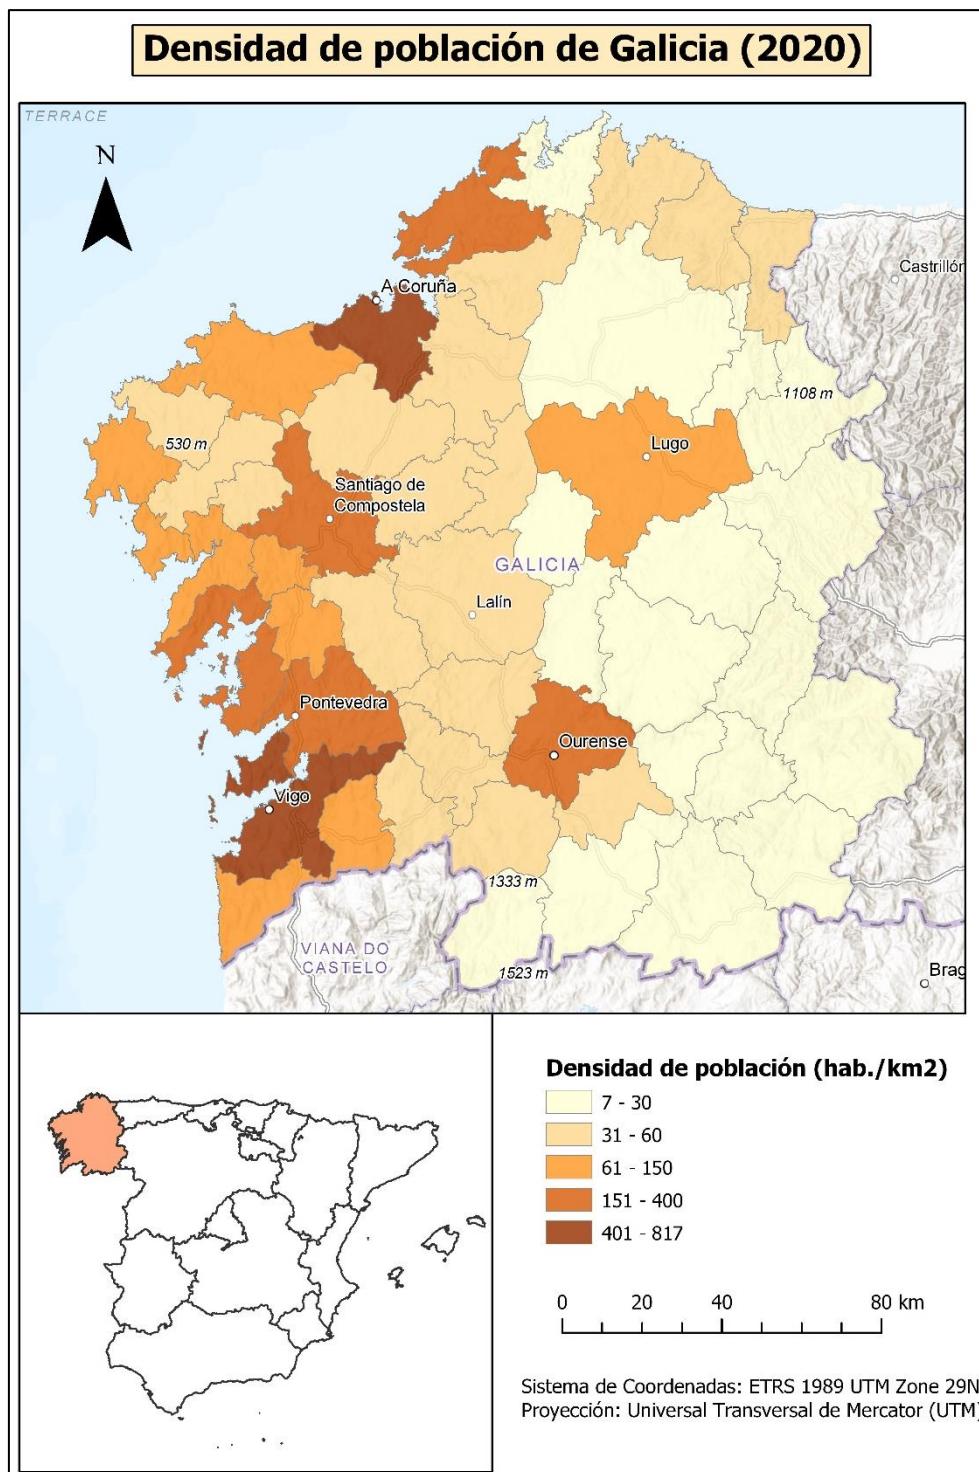 Densidad de población de Galicia (2020)
TERRACE
N
Castrillón
A Coruña
1108 m
530 m
Lugo
Santiago de
Compostela
GALICIA
Lalín
Pontevedra
Ourense
Vigo
1333 m
VIANA DO
CASTELO
1523 m
Brag
Densidad de población (hab./km2)
7 - 30
31 - 60
61 - 150
151 - 400
401 - 817
0 20 40 80 km
Sistema de Coordenadas: ETRS 1989 UTM Zone 29N
Proyección: Universal Transversal de Mercator (UTM)